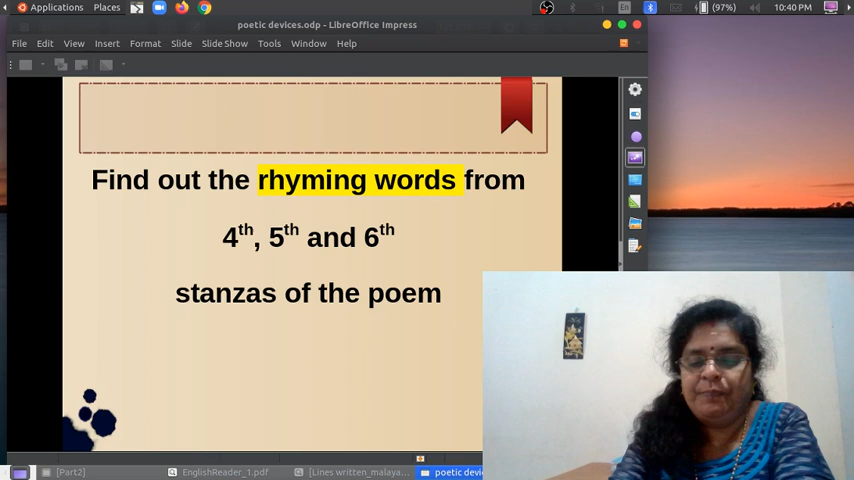 Applications Places En (97%) 10:40 PM
poetic devices.odp - LibreOffice Impress
File Edit View Insert Format Slide Slide Show Tools Window Help
Find out the rhyming words from
4th, 5th and 6th
stanzas of the poem
[Part2] EnglishReader_1.pdf [Lines written_malaya... poetic devi